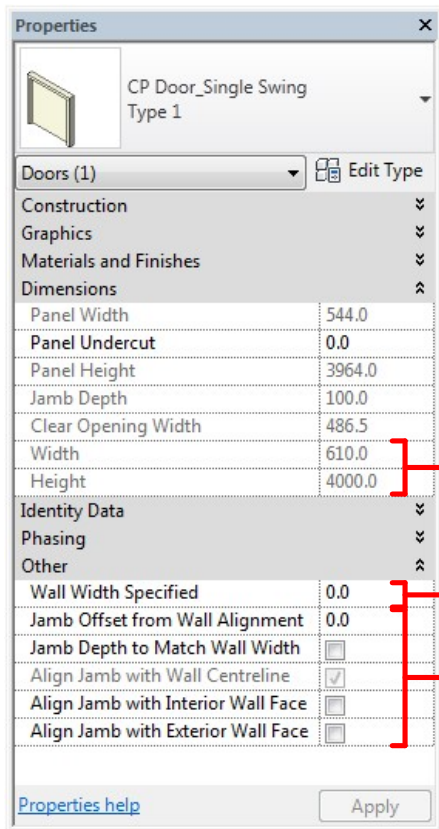 Properties
CP Door_Single Swing
Type 1
Doors (1) Edit Type
Construction
Graphics
Materials and Finishes
Dimensions
Panel Width 544.0
Panel Undercut 0.0
Panel Height 3964.0
Jamb Depth 100.0
Clear Opening Width 486.5
Width 610.0
Height 4000.0
Identity Data
Phasing
Other
Wall Width Specified 0.0
Jamb Offset from Wall Alignment 0.0
Jamb Depth to Match Wall Width
Align Jamb with Wall Centreline
Align Jamb with Interior Wall Face
Align Jamb with Exterior Wall Face
Properties help Apply